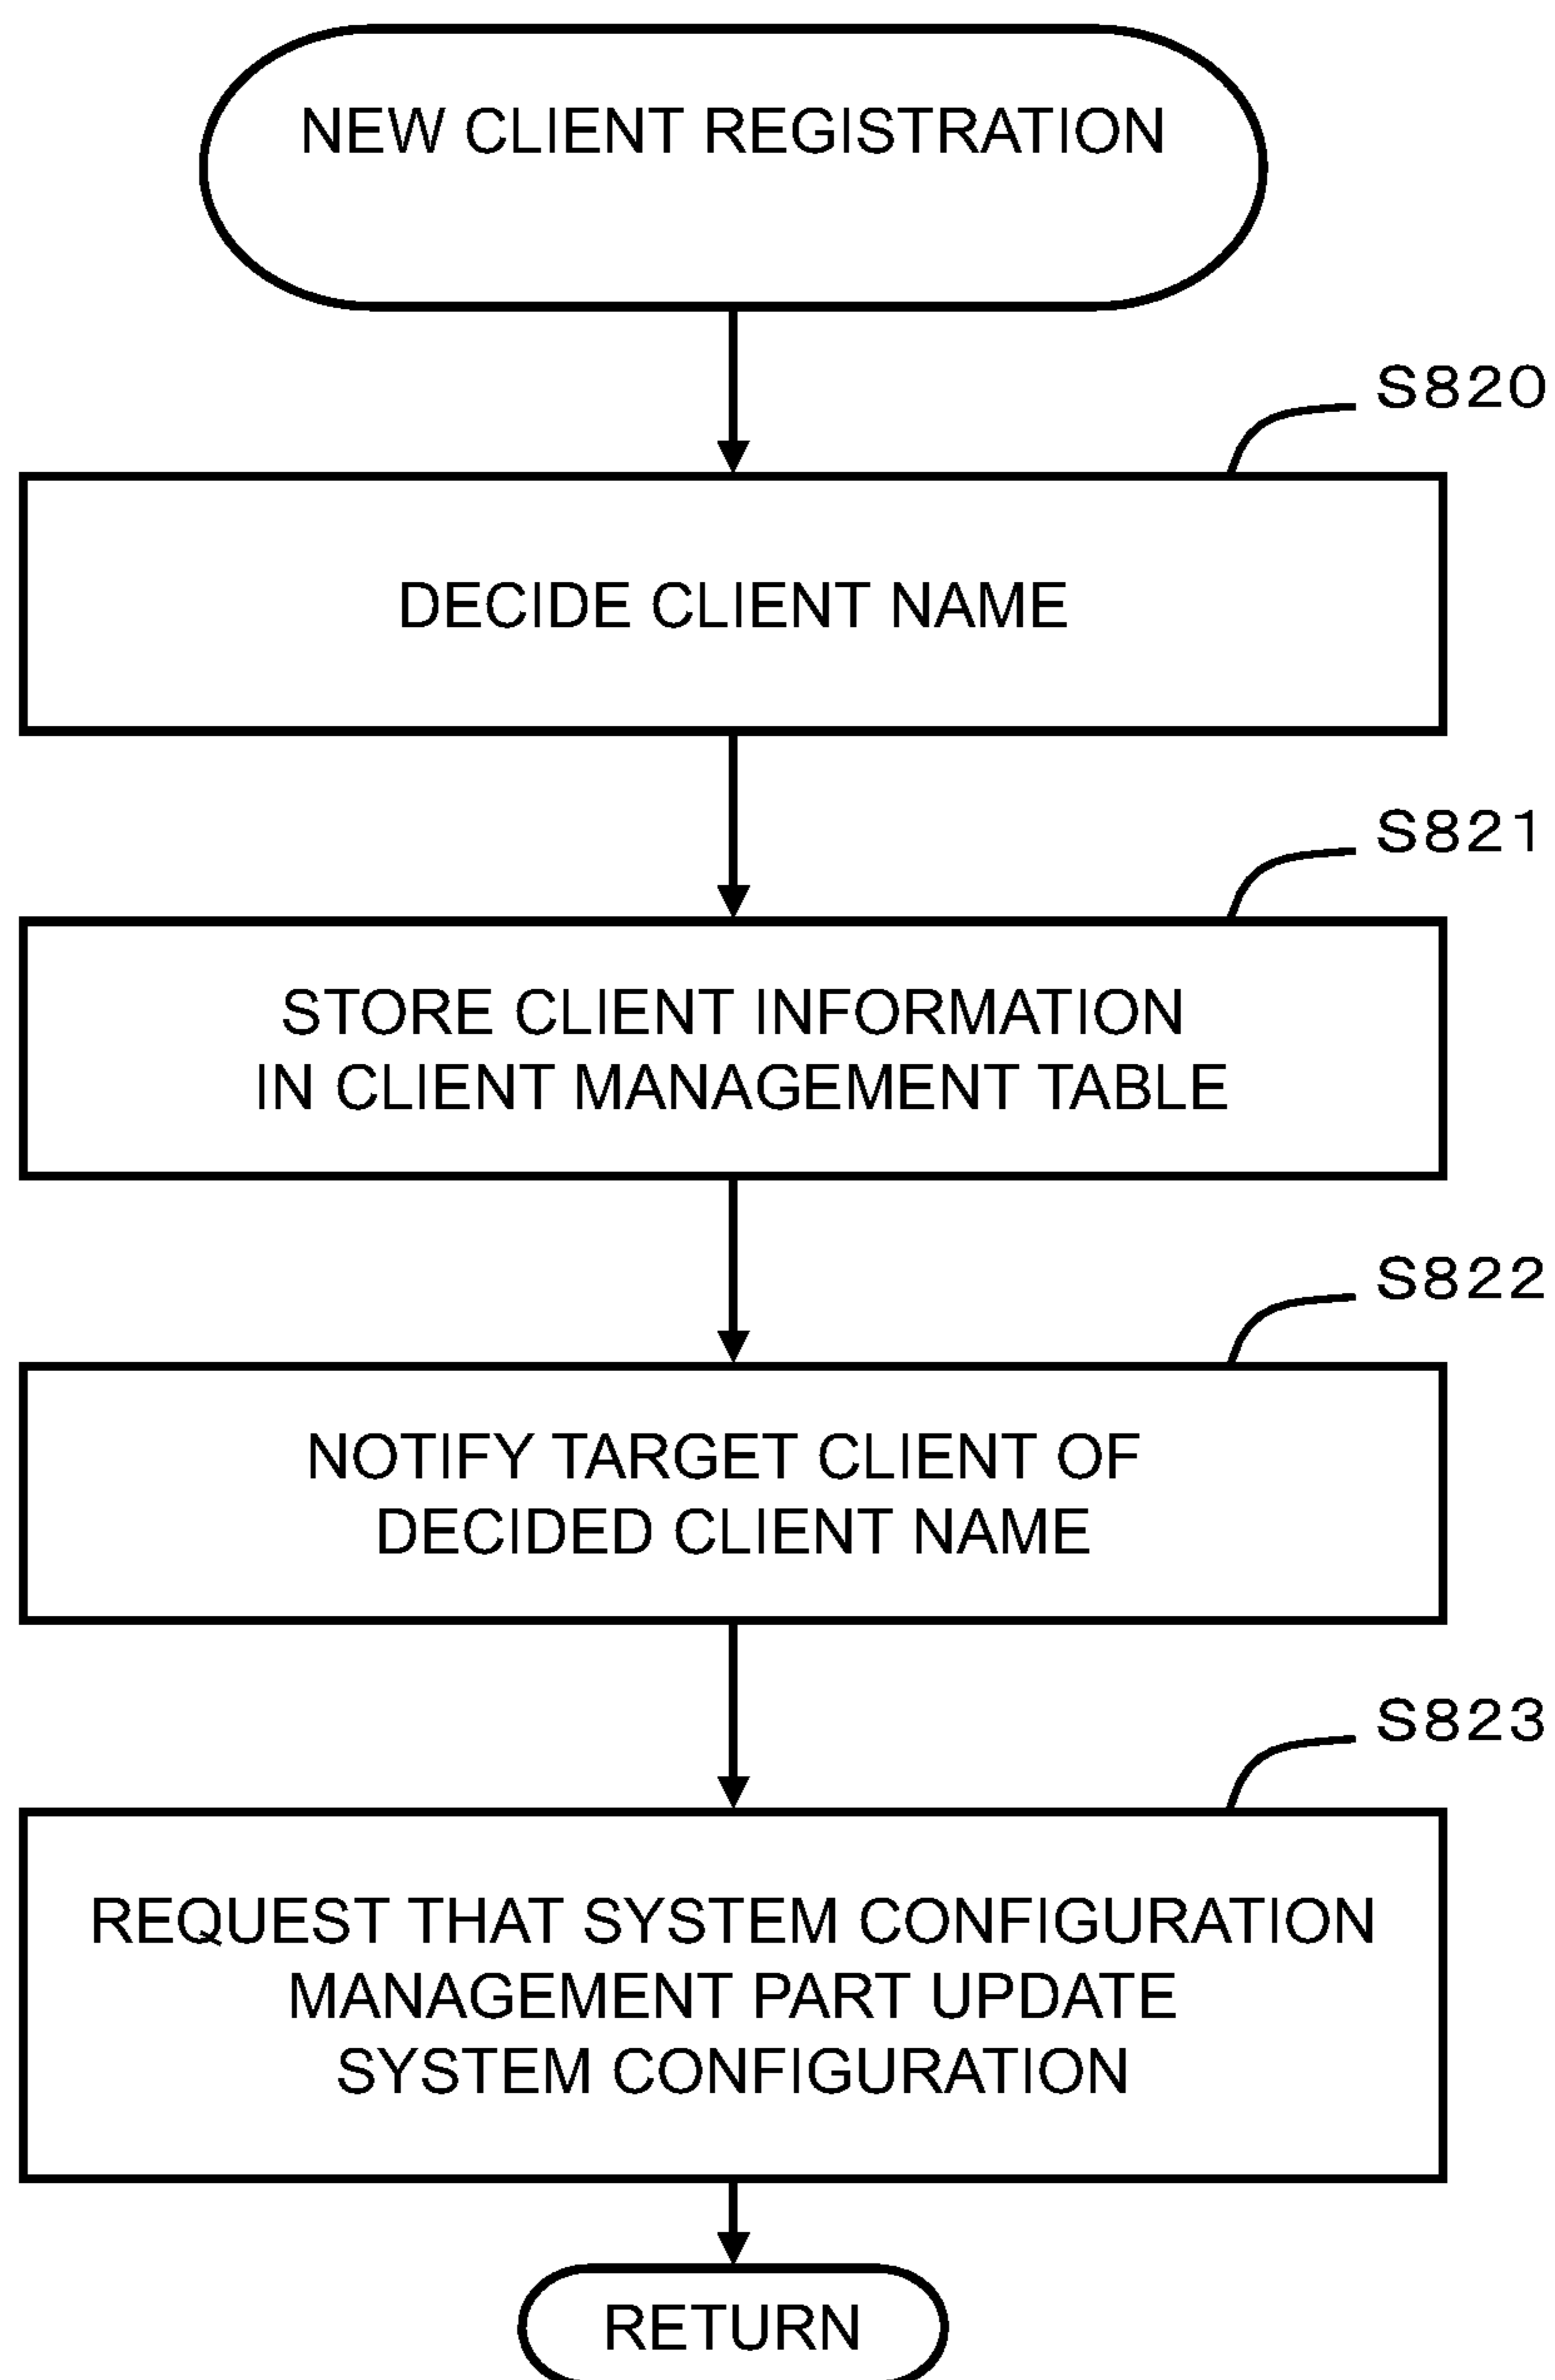 NEW CLIENT REGISTRATION
S820
DECIDE CLIENT NAME
S821
STORE CLIENT INFORMATION
IN CLIENT MANAGEMENT TABLE
S822
NOTIFY TARGET CLIENT OF
DECIDED CLIENT NAME
S823
REQUEST THAT SYSTEM CONFIGURATION
MANAGEMENT PART UPDATE
SYSTEM CONFIGURATION
RETURN